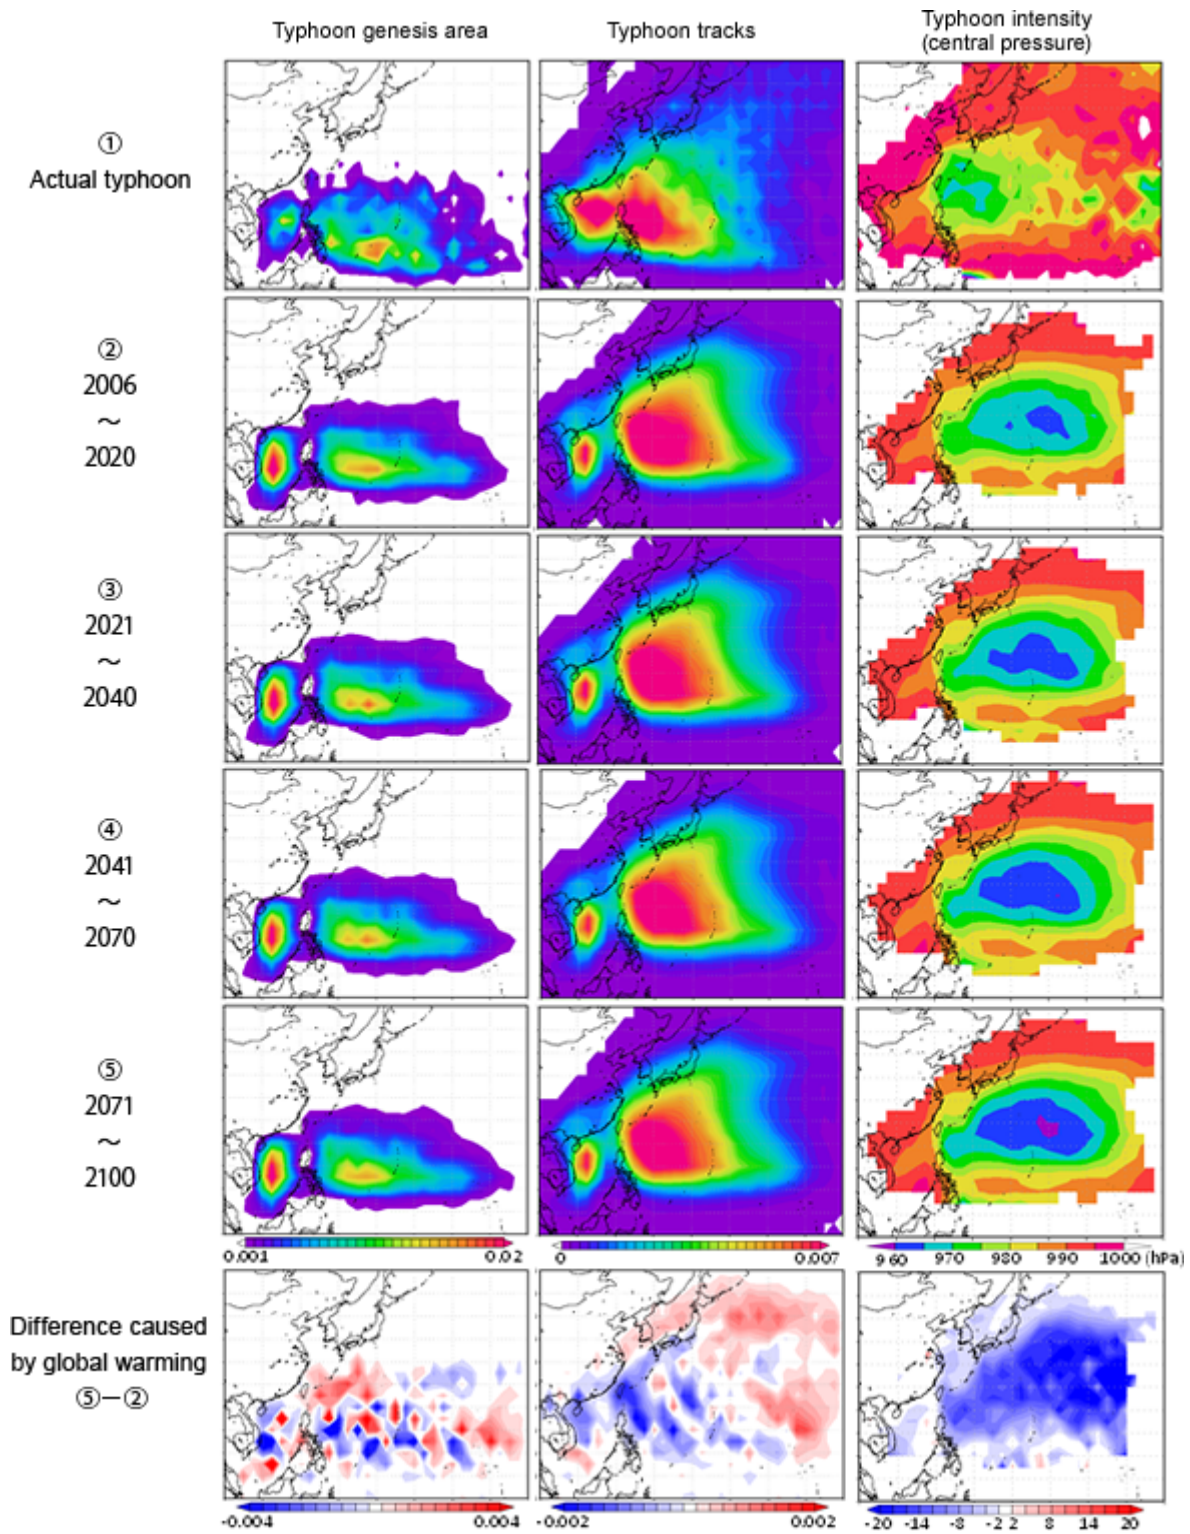 Typhoon genesis area
Typhoon tracks
Typhoon intensity
(central pressure)
①
Actual typhoon
②
2006
～
2020
③
2021
～
2040
④
2041
～
2070
⑤
2071
～
2100
0.001 0.02
0 0.007
960 970 980 990 1000 (hPa)
Difference caused
by global warming
⑤－②
-0.004 0.004
-0.002 0.002
-20 -14 -8 -2 2 8 14 20